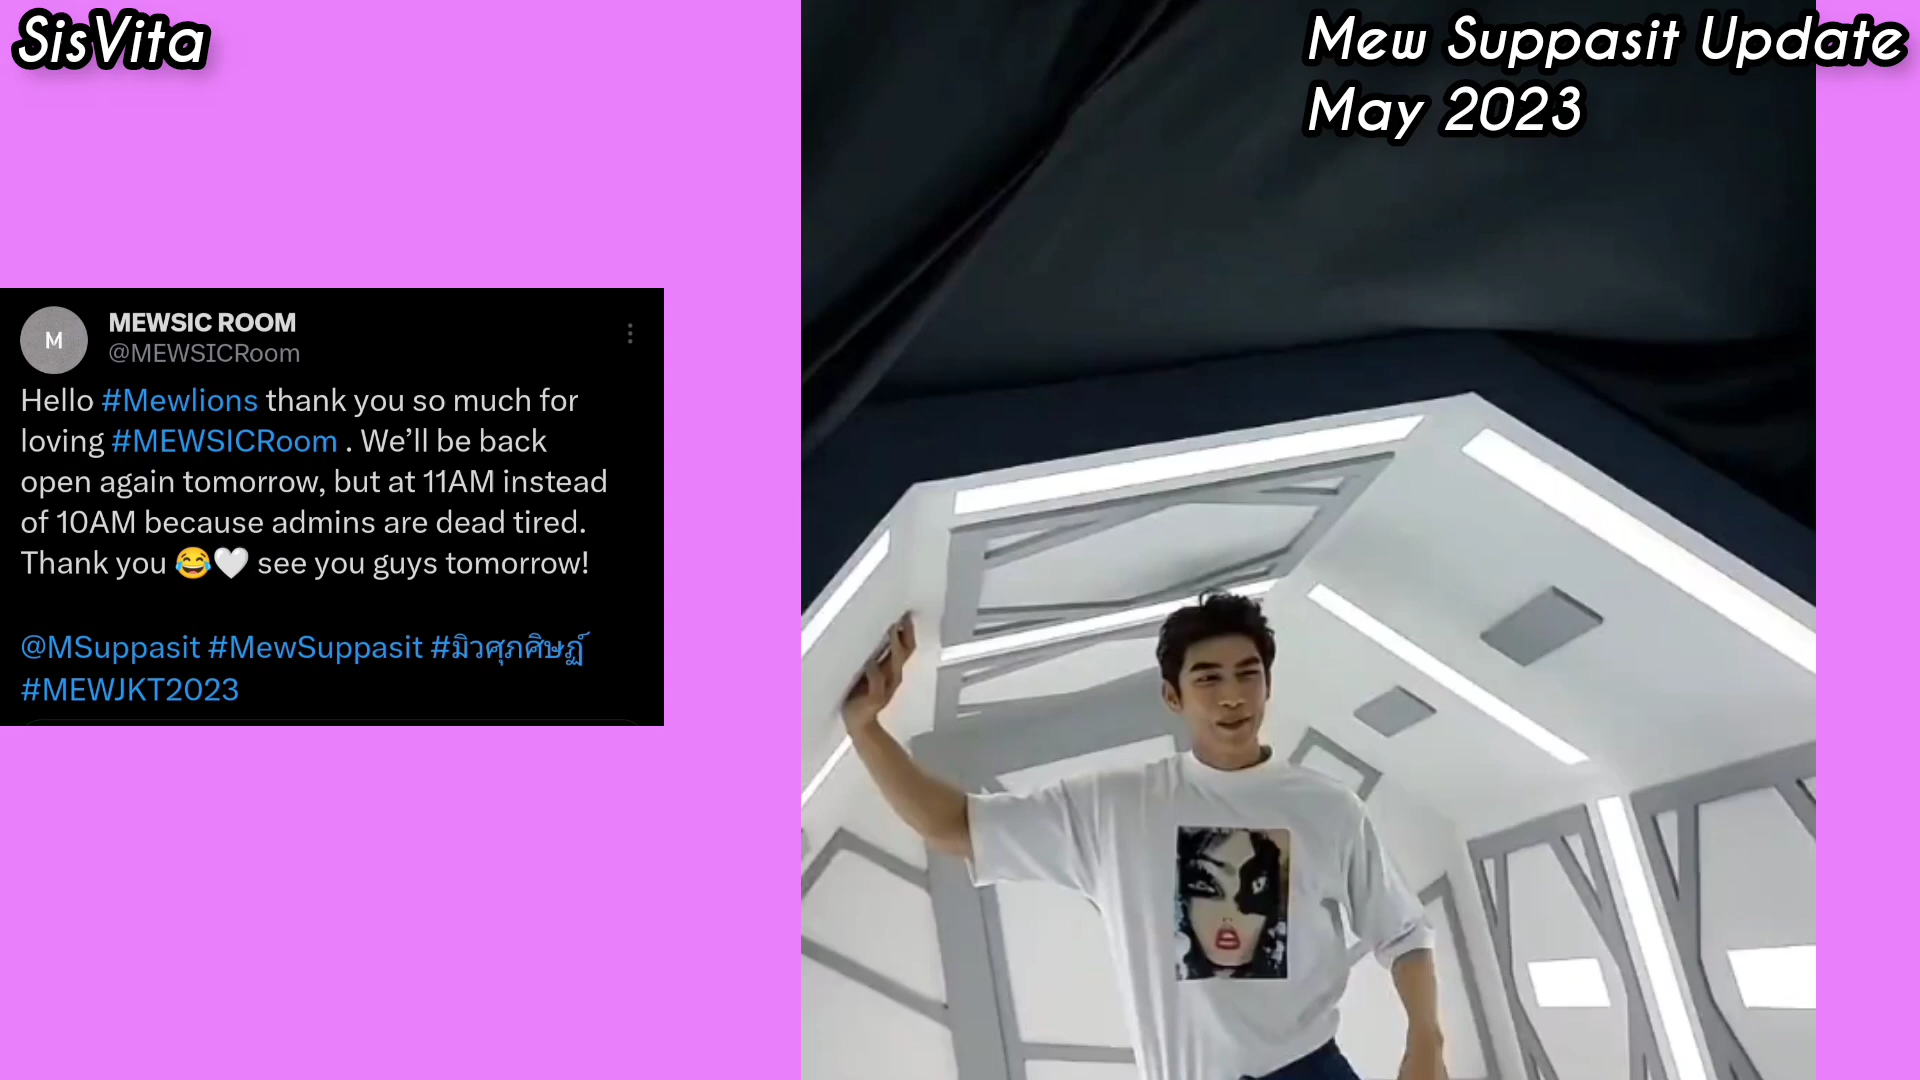 SisVita
Mew Suppasit Update
May 2023
MEWSIC ROOM
@MEWSICRoom
M
Hello #Mewlions thank you so much for
loving #MEWSICRoom . We’ll be back
open again tomorrow, but at 11AM instead
of 10AM because admins are dead tired.
Thank you 😂🤍 see you guys tomorrow!
@MSuppasit #MewSuppasit #มิวศุภศิษฏ์
#MEWJKT2023